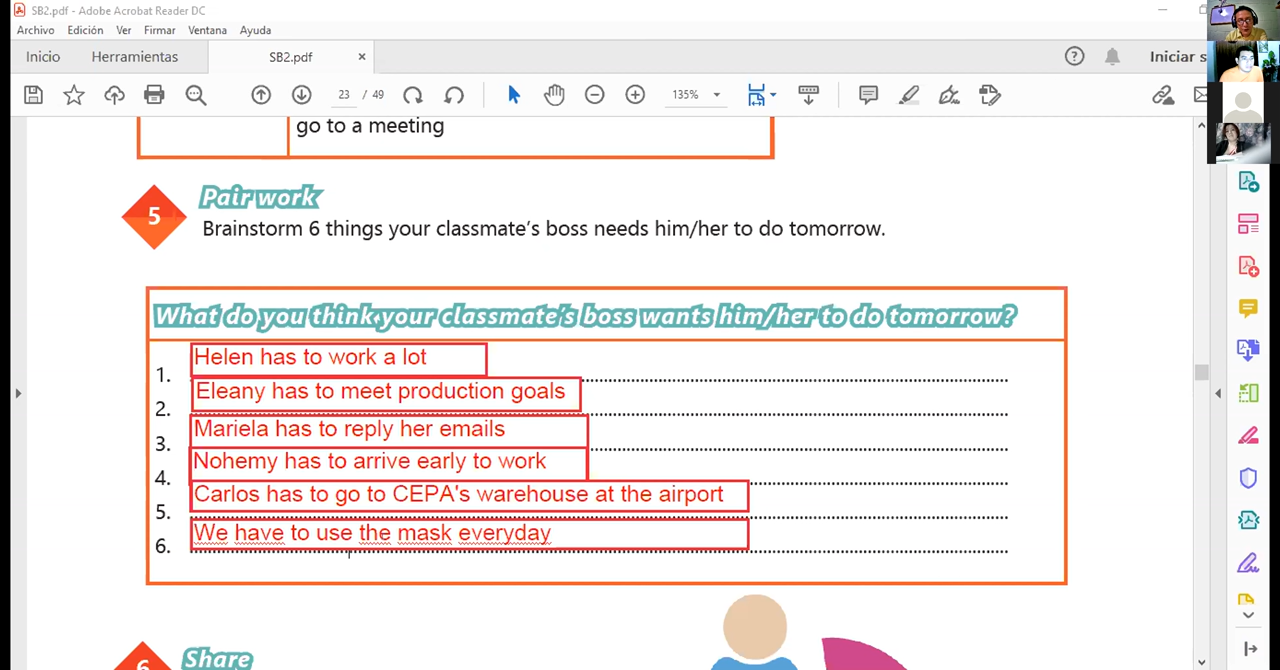 SB2.pdf - Adobe Acrobat Reader DC
Archivo Edición Ver Firmar Ventana Ayuda
Inicio Herramientas SB2.pdf × ? Iniciar s
23 / 49 135%
go to a meeting
5 Pair work
Brainstorm 6 things your classmate's boss needs him/her to do tomorrow.
What do you think your classmate's boss wants him/her to do tomorrow?
1. Helen has to work a lot
2. Eleany has to meet production goals
3. Mariela has to reply her emails
4. Nohemy has to arrive early to work
5. Carlos has to go to CEPA's warehouse at the airport
6. We have to use the mask everyday
6 Share